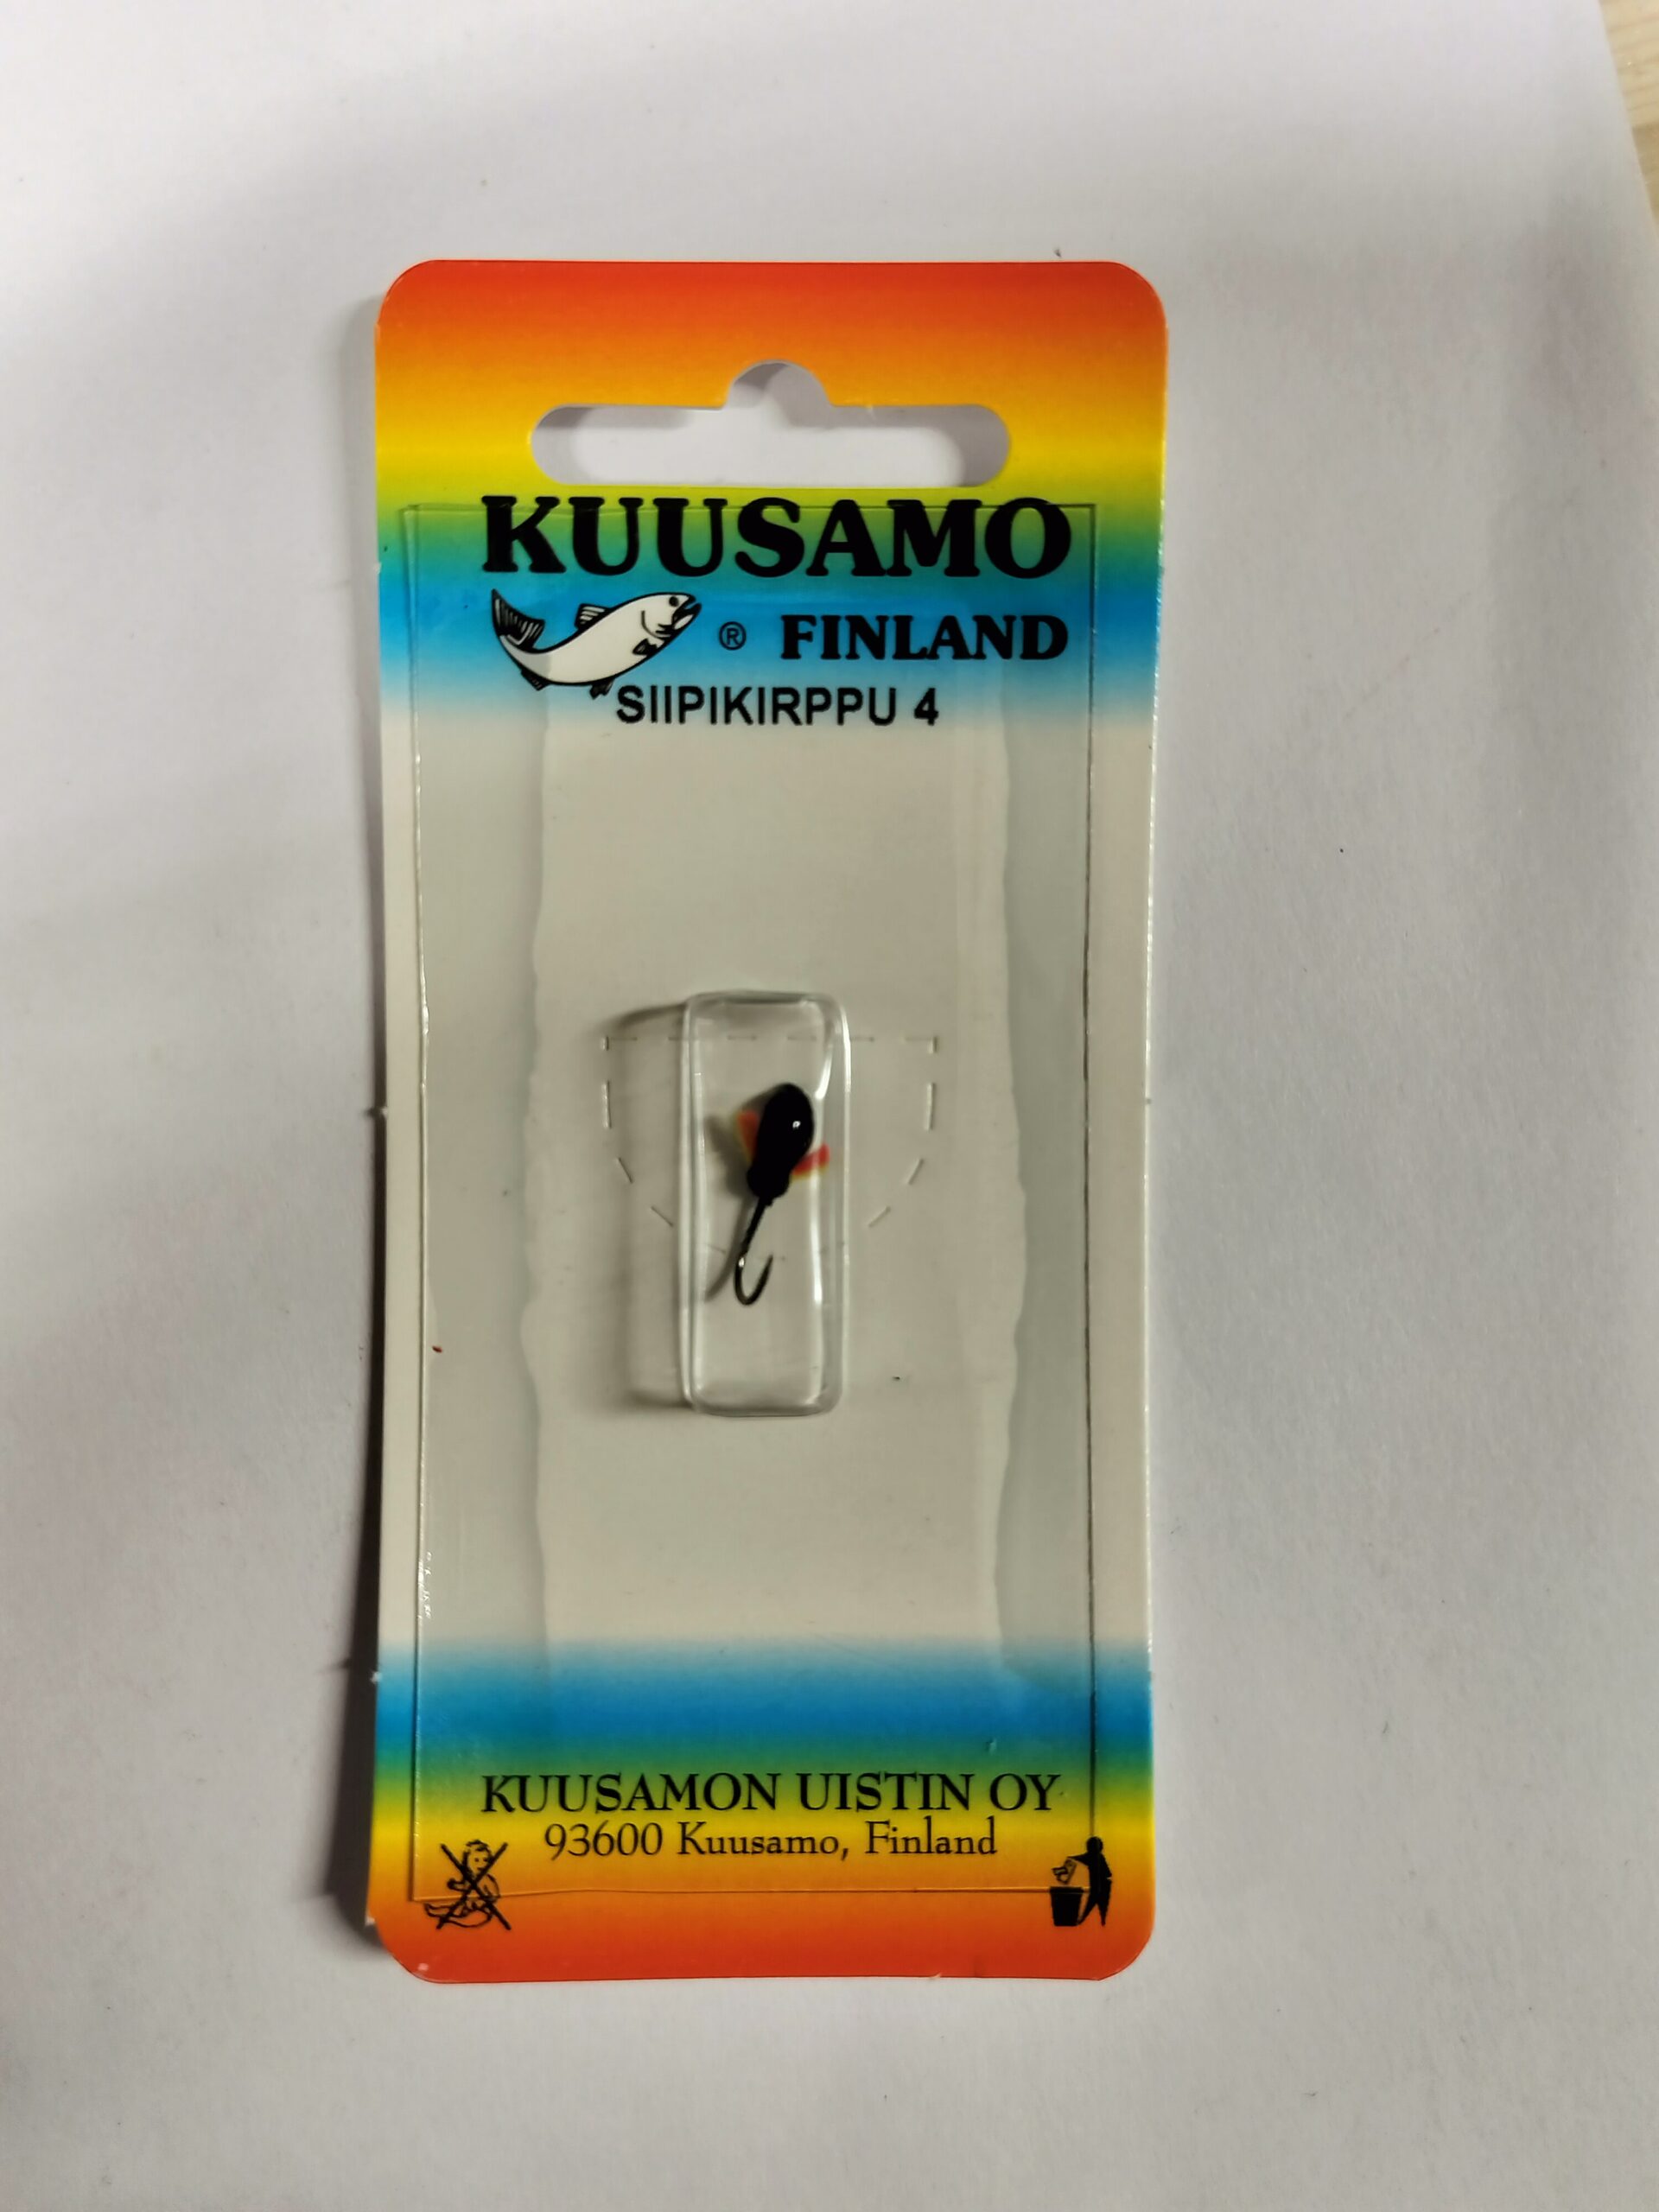 KUUSAMO
® FINLAND
SIIPIKIRPPU 4
KUUSAMON UISTIN OY
93600 Kuusamo, Finland